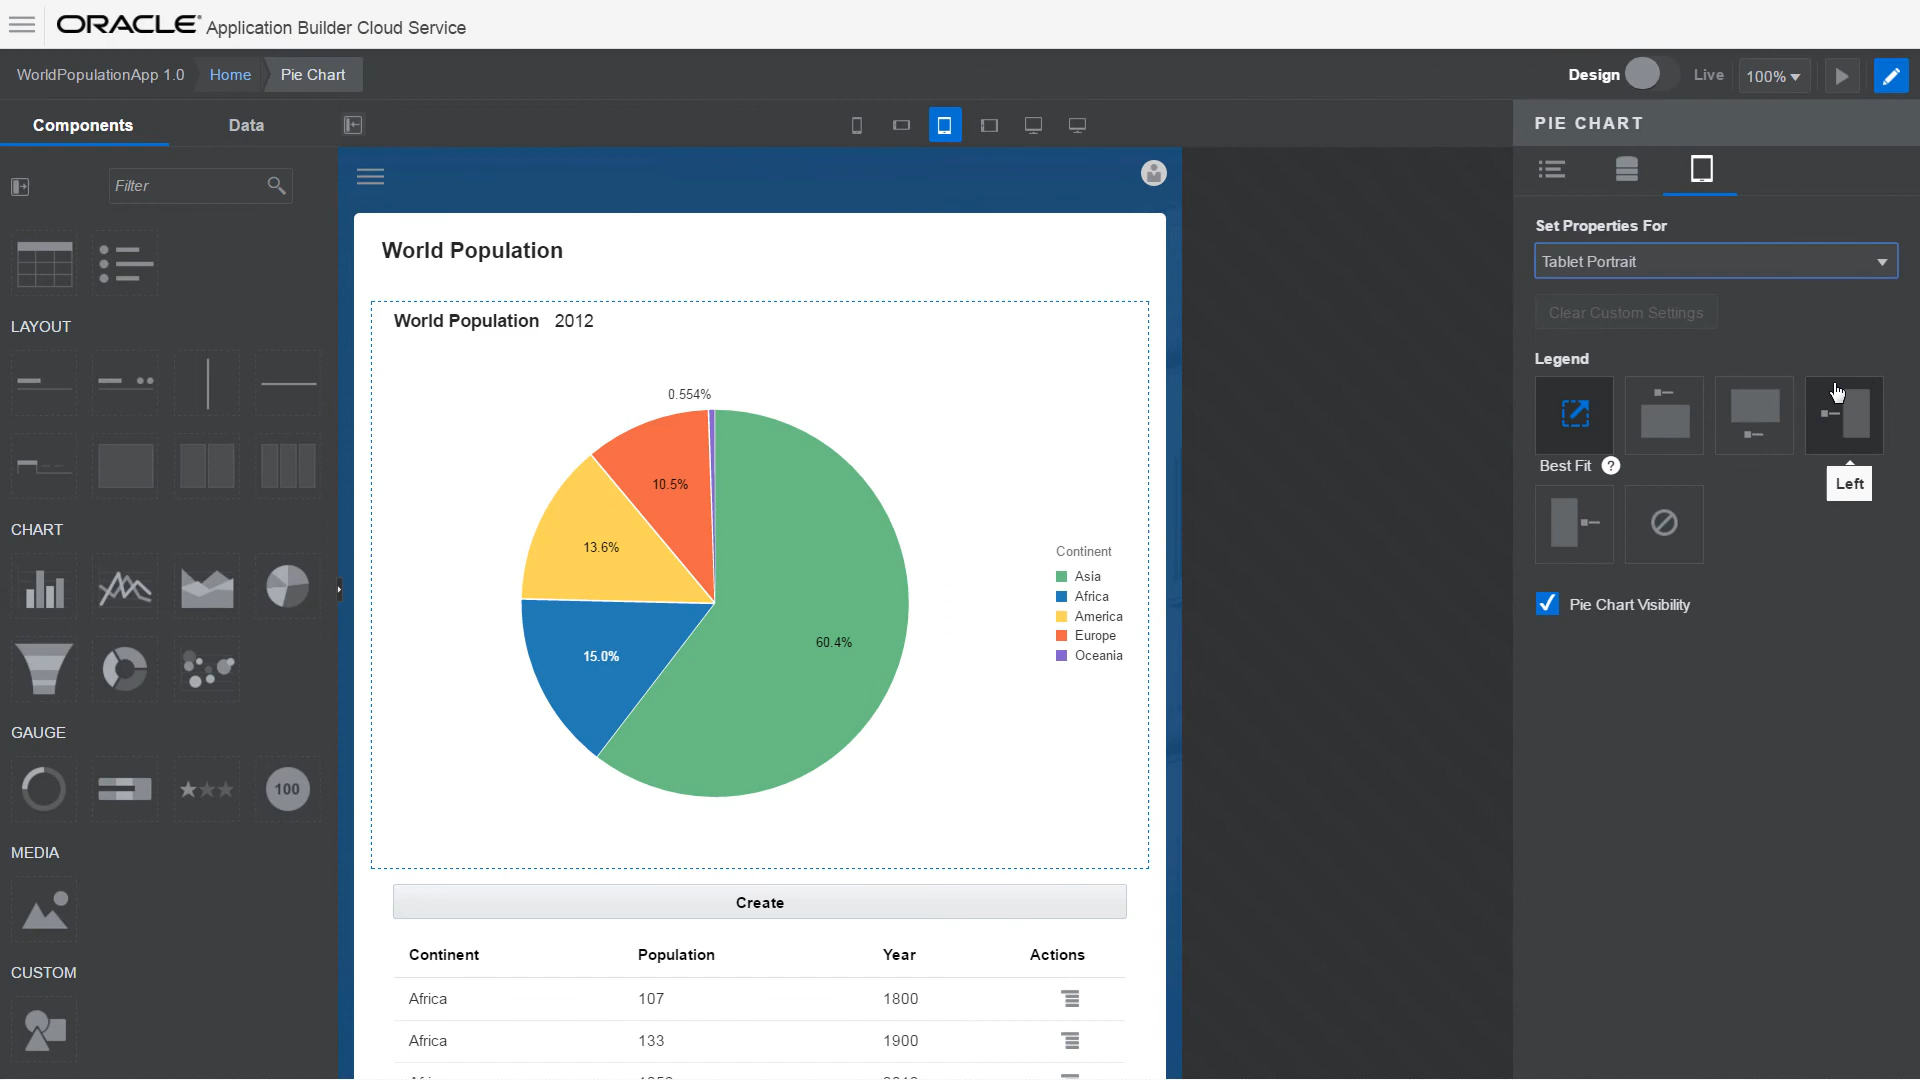 ORACLE Application Builder Cloud Service
WorldPopulationApp 1.0 Home Pie Chart
Design Live 100%
Components Data
PIE CHART
Filter
Set Properties For
Tablet Portrait
Clear Custom Settings
Legend
Best Fit ?
Left
Pie Chart Visibility
LAYOUT
CHART
GAUGE
100
MEDIA
CUSTOM
World Population
World Population 2012
0.554%
10.5%
13.6%
15.0%
60.4%
Continent
Asia
Africa
America
Europe
Oceania
Create
Continent Population Year Actions
Africa 107 1800
Africa 133 1900